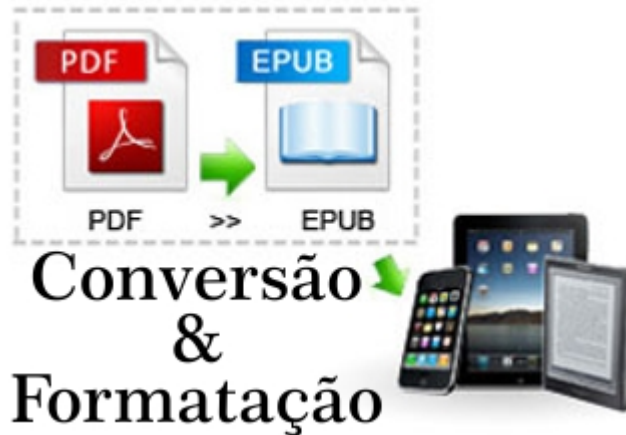 PDF EPUB
PDF >> EPUB
Conversão
&
Formatação